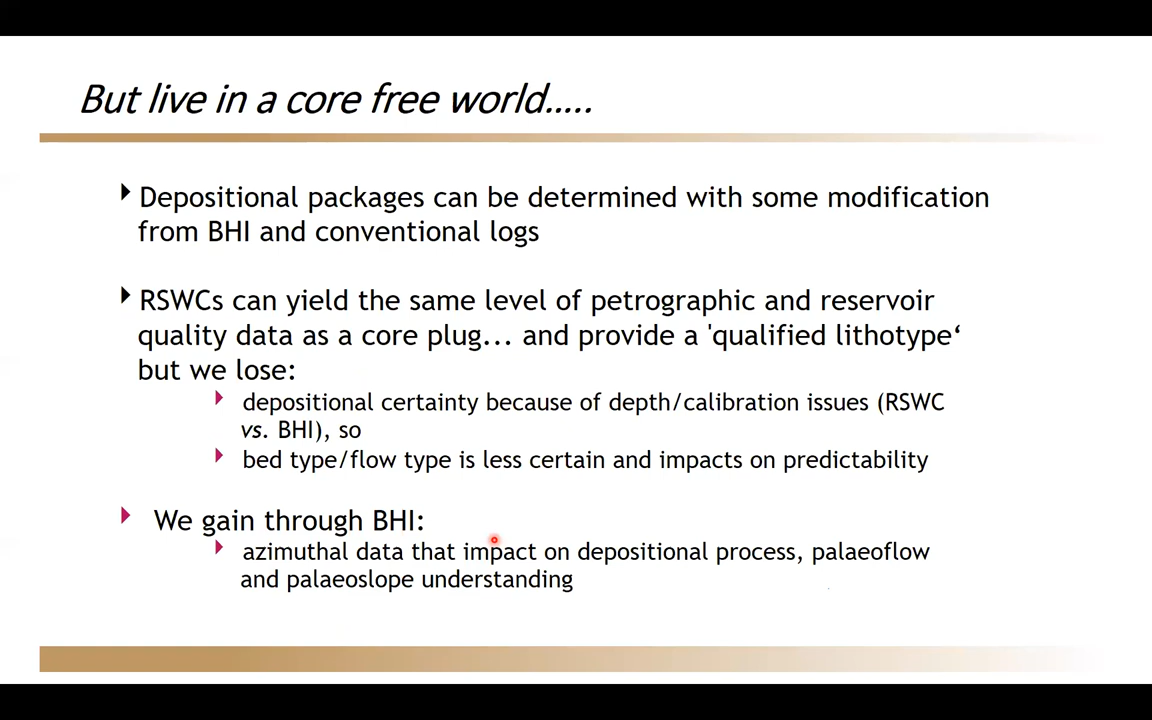 But live in a core free world.....
Depositional packages can be determined with some modification
from BHI and conventional logs
RSWCs can yield the same level of petrographic and reservoir
quality data as a core plug... and provide a 'qualified lithotype‘
but we lose:
depositional certainty because of depth/calibration issues (RSWC
vs. BHI), so
bed type/flow type is less certain and impacts on predictability
We gain through BHI:
azimuthal data that impact on depositional process, palaeoflow
and palaeoslope understanding